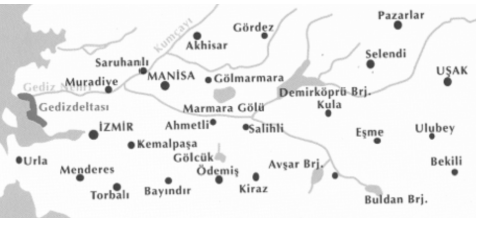 Pazarlar
Kumçayı
Gördez
Akhisar
Saruhanlı
Selendi
Gediz Nehri
Muradiye
MANİSA
Gölmarmara
UŞAK
Demirköprü Brj.
Gedizdeltası
Marmara Gölü
Kula
İZMİR
Ahmetli
Salihli
Eşme
Ulubey
Kemalpaşa
Gölcük
Urla
Menderes
Ödemiş
Avşar Brj.
Bekili
Torbalı
Bayındır
Kiraz
Buldan Brj.